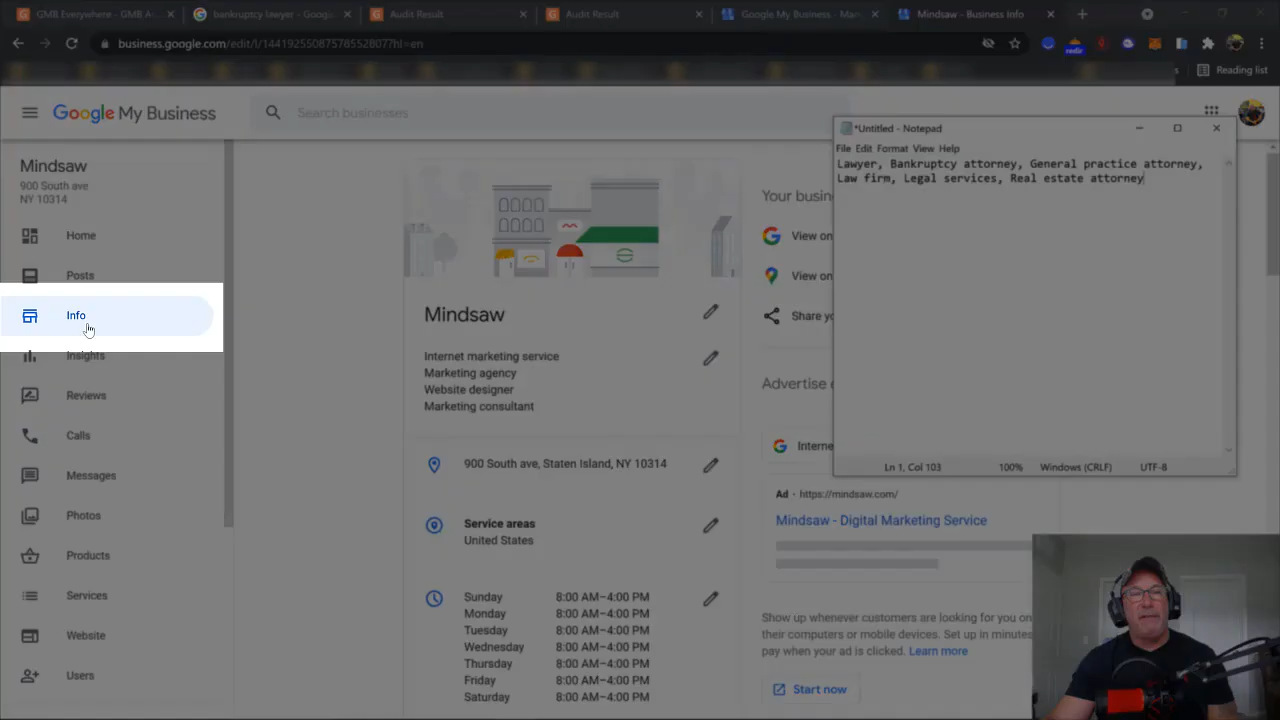 GMB Everywhere - GMB A
bankruptcy lawyer - Google
Audit Result
Audit Result
Google My Business - Man
Mindsaw - Business Info
business.google.com/edit/l/14419255087578552807?hl=en
redir
Reading list
Google My Business
Search businesses
Mindsaw
900 South ave
NY 10314
Home
Posts
Info
Insights
Reviews
Calls
Messages
Photos
Products
Services
Website
Users
Mindsaw
Internet marketing service
Marketing agency
Website designer
Marketing consultant
900 South ave, Staten Island, NY 10314
Service areas
United States
Sunday 8:00 AM–4:00 PM
Monday 8:00 AM–4:00 PM
Tuesday 8:00 AM–4:00 PM
Wednesday 8:00 AM–4:00 PM
Thursday 8:00 AM–4:00 PM
Friday 8:00 AM–4:00 PM
Saturday 8:00 AM–4:00 PM
Your busin
View on
View on
Share yo
Advertise
Interne
Ad · https://mindsaw.com/
Mindsaw - Digital Marketing Service
Show up whenever customers are looking for you on
their computers or mobile devices. Set up in minutes
pay when your ad is clicked. Learn more
Start now
*Untitled - Notepad
File Edit Format View Help
Lawyer, Bankruptcy attorney, General practice attorney,
Law firm, Legal services, Real estate attorney
Ln 1, Col 103 100% Windows (CRLF) UTF-8